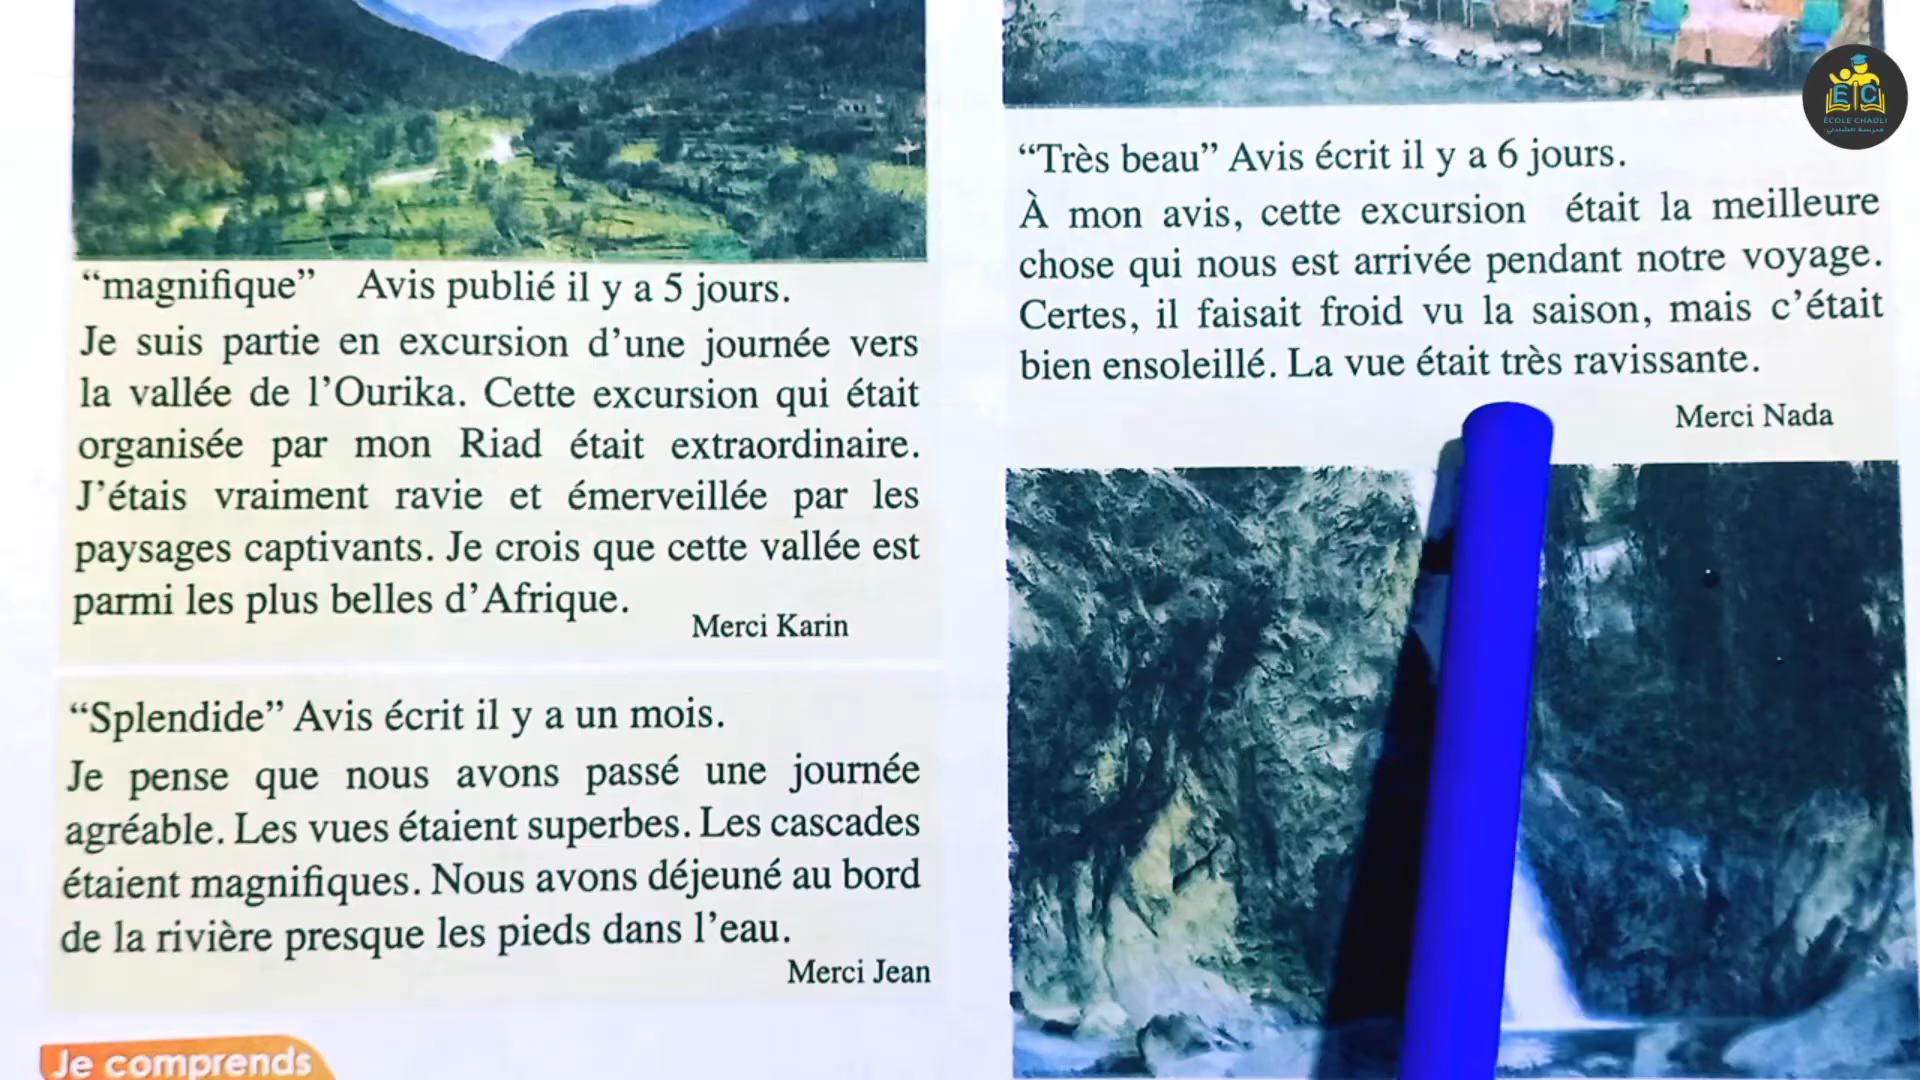 “magnifique” Avis publié il y a 5 jours.
Je suis partie en excursion d’une journée vers
la vallée de l’Ourika. Cette excursion qui était
organisée par mon Riad était extraordinaire.
J’étais vraiment ravie et émerveillée par les
paysages captivants. Je crois que cette vallée est
parmi les plus belles d’Afrique.
Merci Karin
“Splendide” Avis écrit il y a un mois.
Je pense que nous avons passé une journée
agréable. Les vues étaient superbes. Les cascades
étaient magnifiques. Nous avons déjeuné au bord
de la rivière presque les pieds dans l’eau.
Merci Jean
Je comprends
“Très beau” Avis écrit il y a 6 jours.
À mon avis, cette excursion était la meilleure
chose qui nous est arrivée pendant notre voyage.
Certes, il faisait froid vu la saison, mais c’était
bien ensoleillé. La vue était très ravissante.
Merci Nada
E C
ÉCOLE CHADLI
مدرسة الشادلي